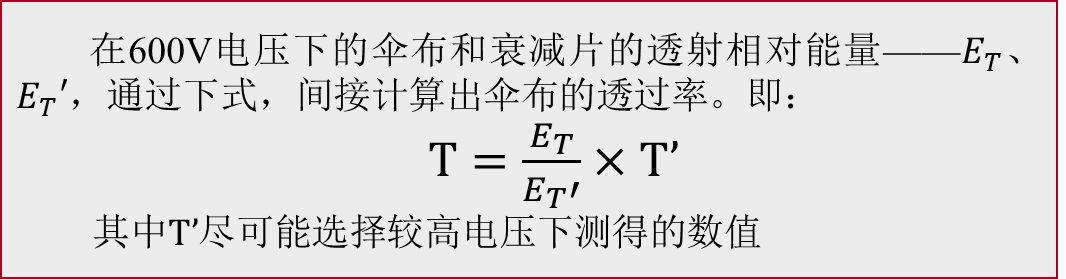 在600V电压下的伞布和衰减片的透射相对能量——E_T、
E_T′，通过下式，间接计算出伞布的透过率。即：
T = E_T / E_T′ × T’
其中T’尽可能选择较高电压下测得的数值